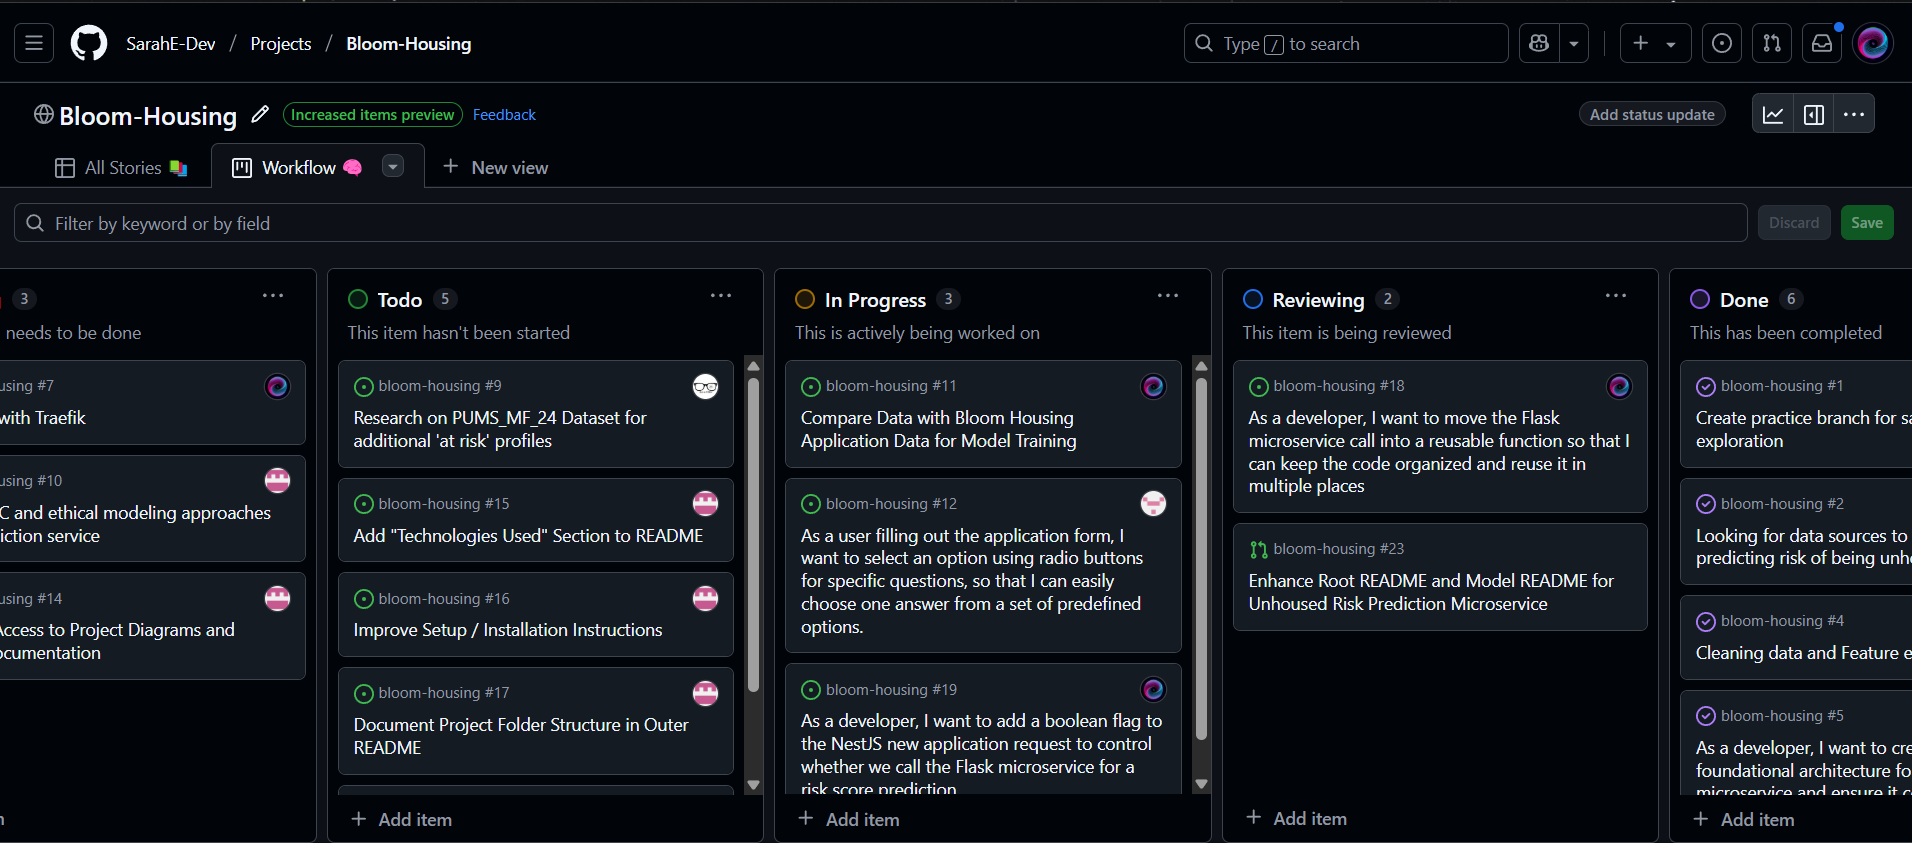 SarahE-Dev / Projects / Bloom-Housing
Type / to search
Bloom-Housing
Increased items preview
Feedback
Add status update
All Stories
Workflow
New view
Filter by keyword or by field
Discard
Save
3
needs to be done
using #7
with Traefik
using #10
C and ethical modeling approaches
iction service
using #14
Access to Project Diagrams and
ocumentation
Todo 5
This item hasn't been started
bloom-housing #9
Research on PUMS_MF_24 Dataset for
additional 'at risk' profiles
bloom-housing #15
Add "Technologies Used" Section to README
bloom-housing #16
Improve Setup / Installation Instructions
bloom-housing #17
Document Project Folder Structure in Outer
README
Add item
In Progress 3
This is actively being worked on
bloom-housing #11
Compare Data with Bloom Housing
Application Data for Model Training
bloom-housing #12
As a user filling out the application form, I
want to select an option using radio buttons
for specific questions, so that I can easily
choose one answer from a set of predefined
options.
bloom-housing #19
As a developer, I want to add a boolean flag to
the NestJS new application request to control
whether we call the Flask microservice for a
risk score prediction
Add item
Reviewing 2
This item is being reviewed
bloom-housing #18
As a developer, I want to move the Flask
microservice call into a reusable function so that I
can keep the code organized and reuse it in
multiple places
bloom-housing #23
Enhance Root README and Model README for
Unhoused Risk Prediction Microservice
Add item
Done 6
This has been completed
bloom-housing #1
Create practice branch for sa
exploration
bloom-housing #2
Looking for data sources to
predicting risk of being unh
bloom-housing #4
Cleaning data and Feature e
bloom-housing #5
As a developer, I want to cre
foundational architecture fo
microservice and ensure it c
Add item